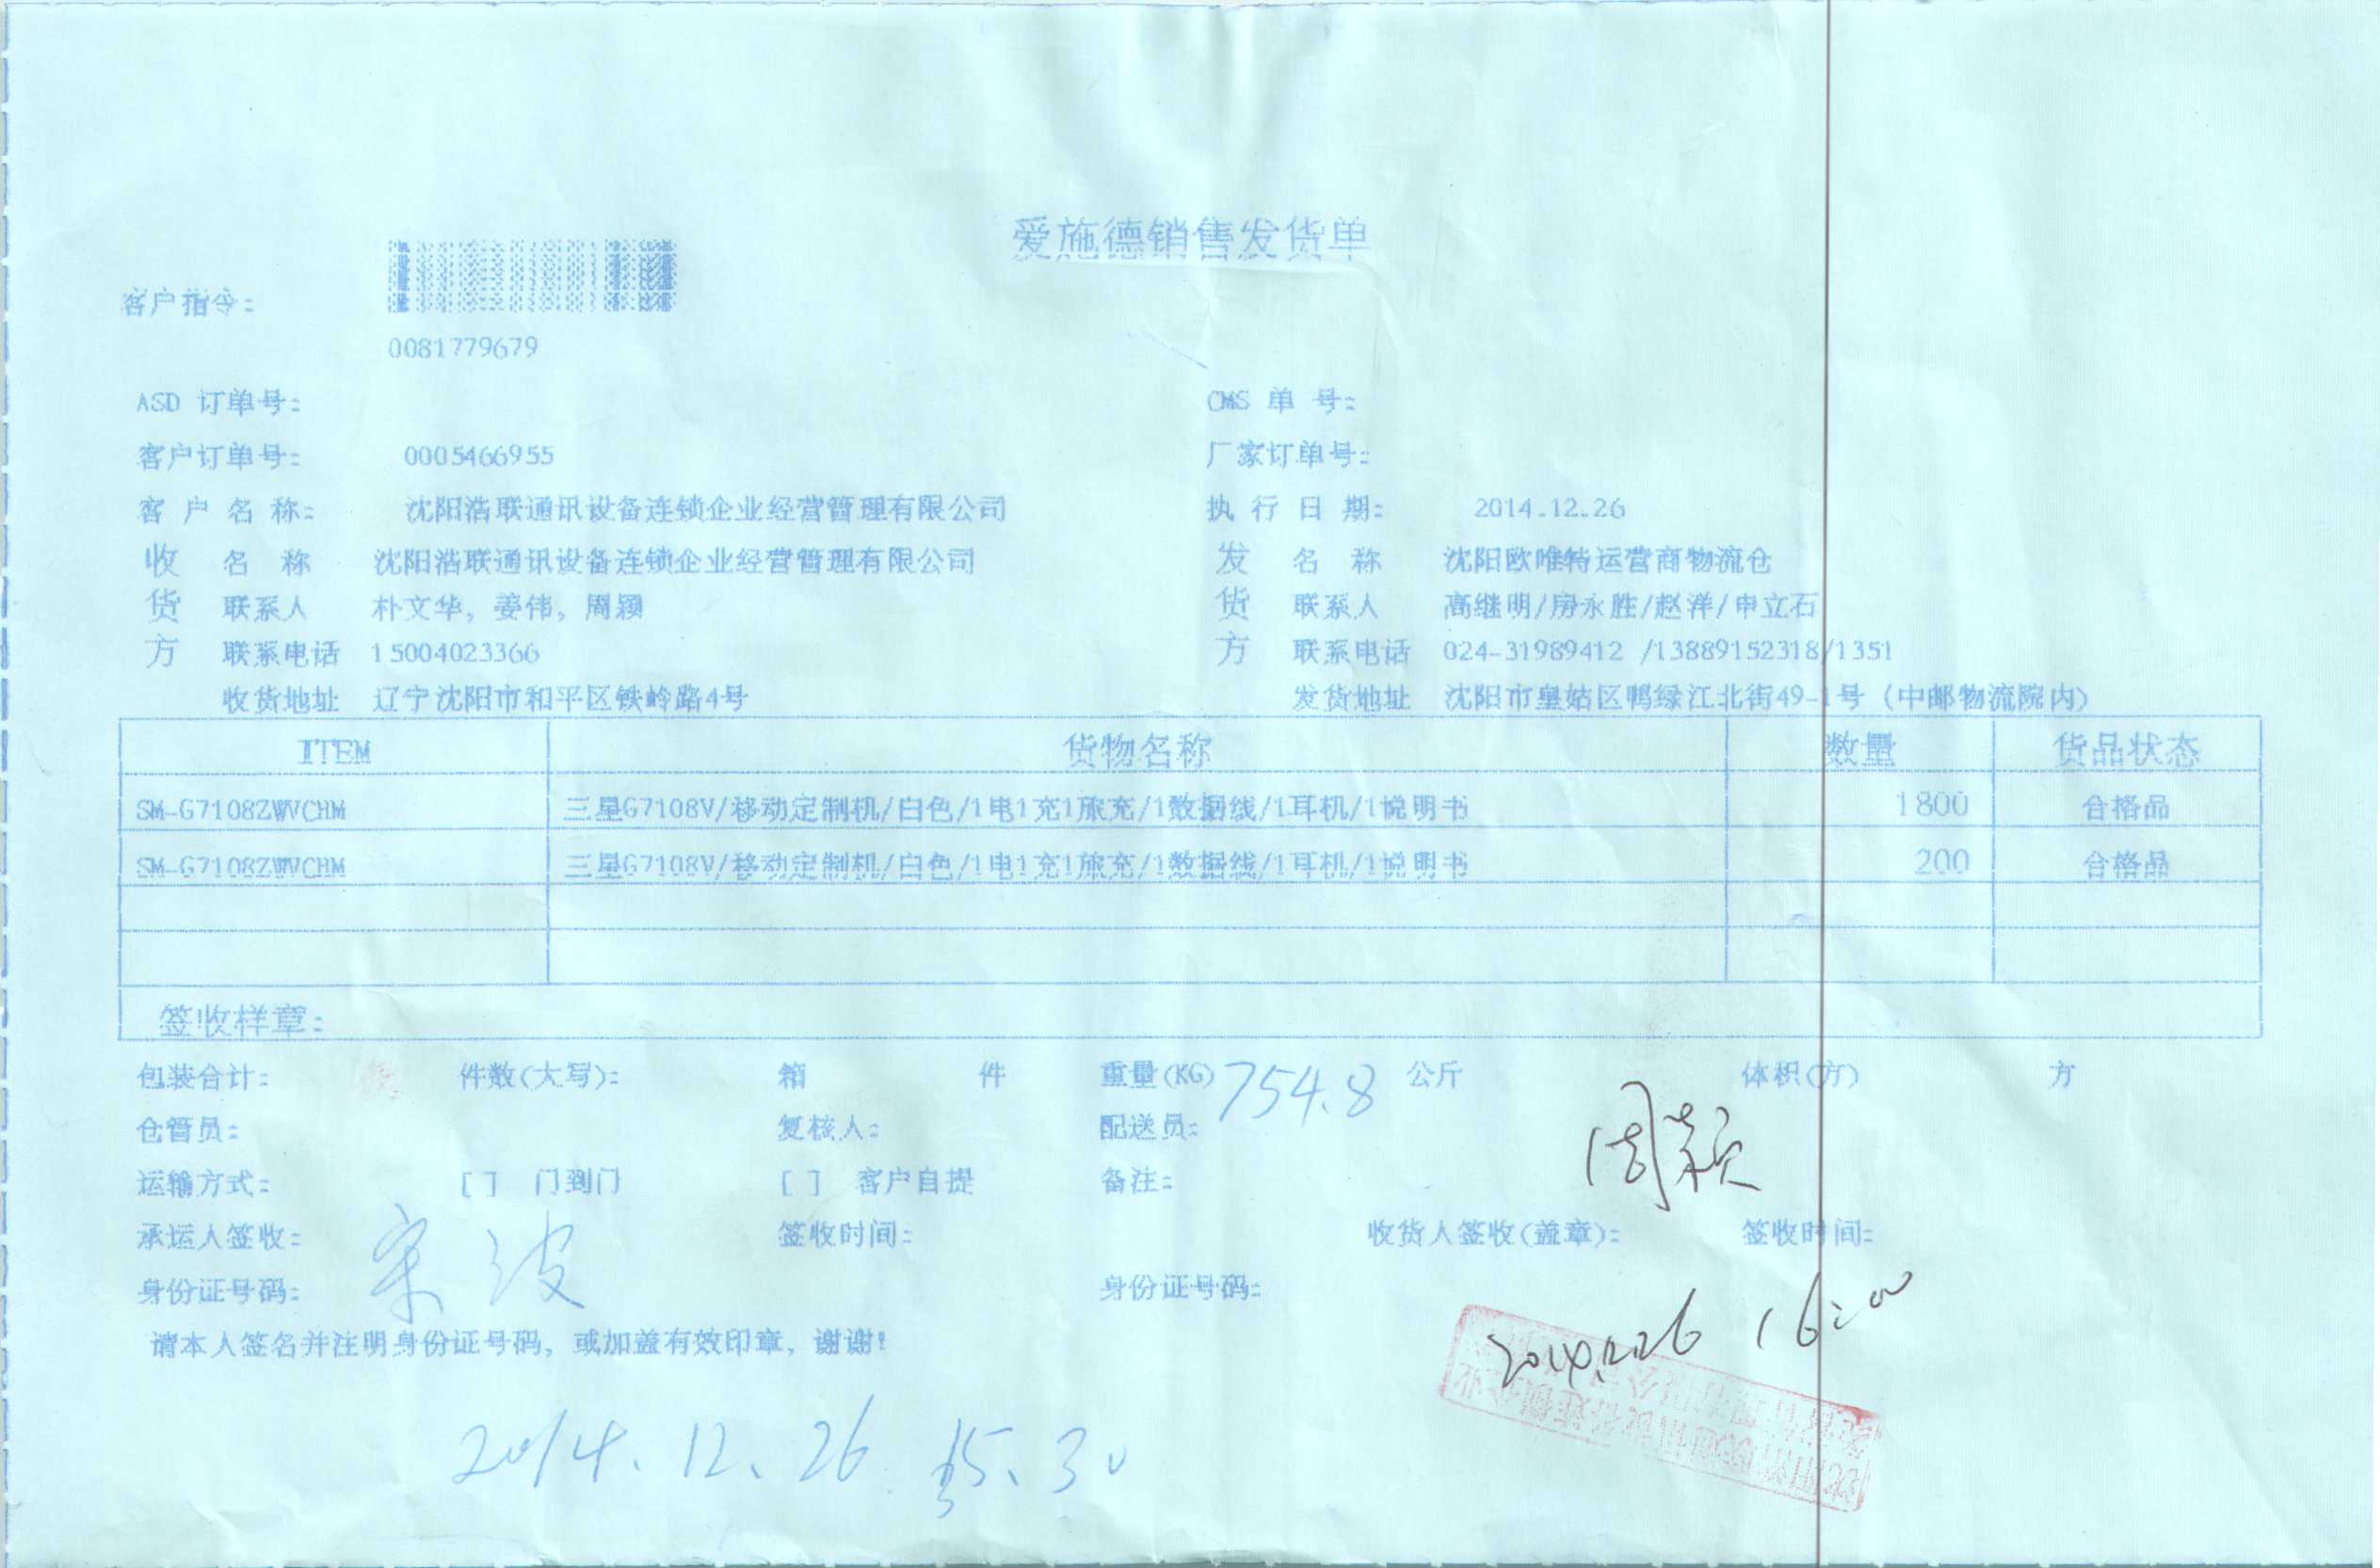 爱施德销售发货单
客户指令:
0081779679
ASD 订单号: CMS 单 号:
客户订单号: 0005466955 厂家订单号:
客 户 名 称: 沈阳浩联通讯设备连锁企业经营管理有限公司 执 行 日 期: 2014.12.26
收 名 称 沈阳浩联通讯设备连锁企业经营管理有限公司 发 名 称 沈阳欧唯特运营商物流仓
货 联系人 朴文华, 姜伟, 周颖 货 联系人 高继明/房永胜/赵洋/申立石
方 联系电话 15004023366 方 联系电话 024-31989412 /13889152318/1351
收货地址 辽宁沈阳市和平区铁岭路4号 发货地址 沈阳市皇姑区鸭绿江北街49-1号 (中邮物流院内)
ITEM 货物名称 数量 货品状态
SM-G7108ZWVCHM 三星G7108V/移动定制机/白色/1电1充1旅充/1数据线/1耳机/1说明书 1800 合格品
SM-G7108ZWVCHM 三星G7108V/移动定制机/白色/1电1充1旅充/1数据线/1耳机/1说明书 200 合格品
签收样章:
包装合计: 件数(大写): 箱 件 重量(KG) 754.8 公斤 体积(方) 方
仓管员: 复核人: 配送员:
运输方式: [ ] 门到门 [ ] 客户自提 备注: 周颖
承运人签收: 宋波 签收时间: 收货人签收(盖章): 签收时间:
身份证号码: 身份证号码:
2014.12.26 16:00
请本人签名并注明身份证号码, 或加盖有效印章, 谢谢!
2014.12.26 15.30